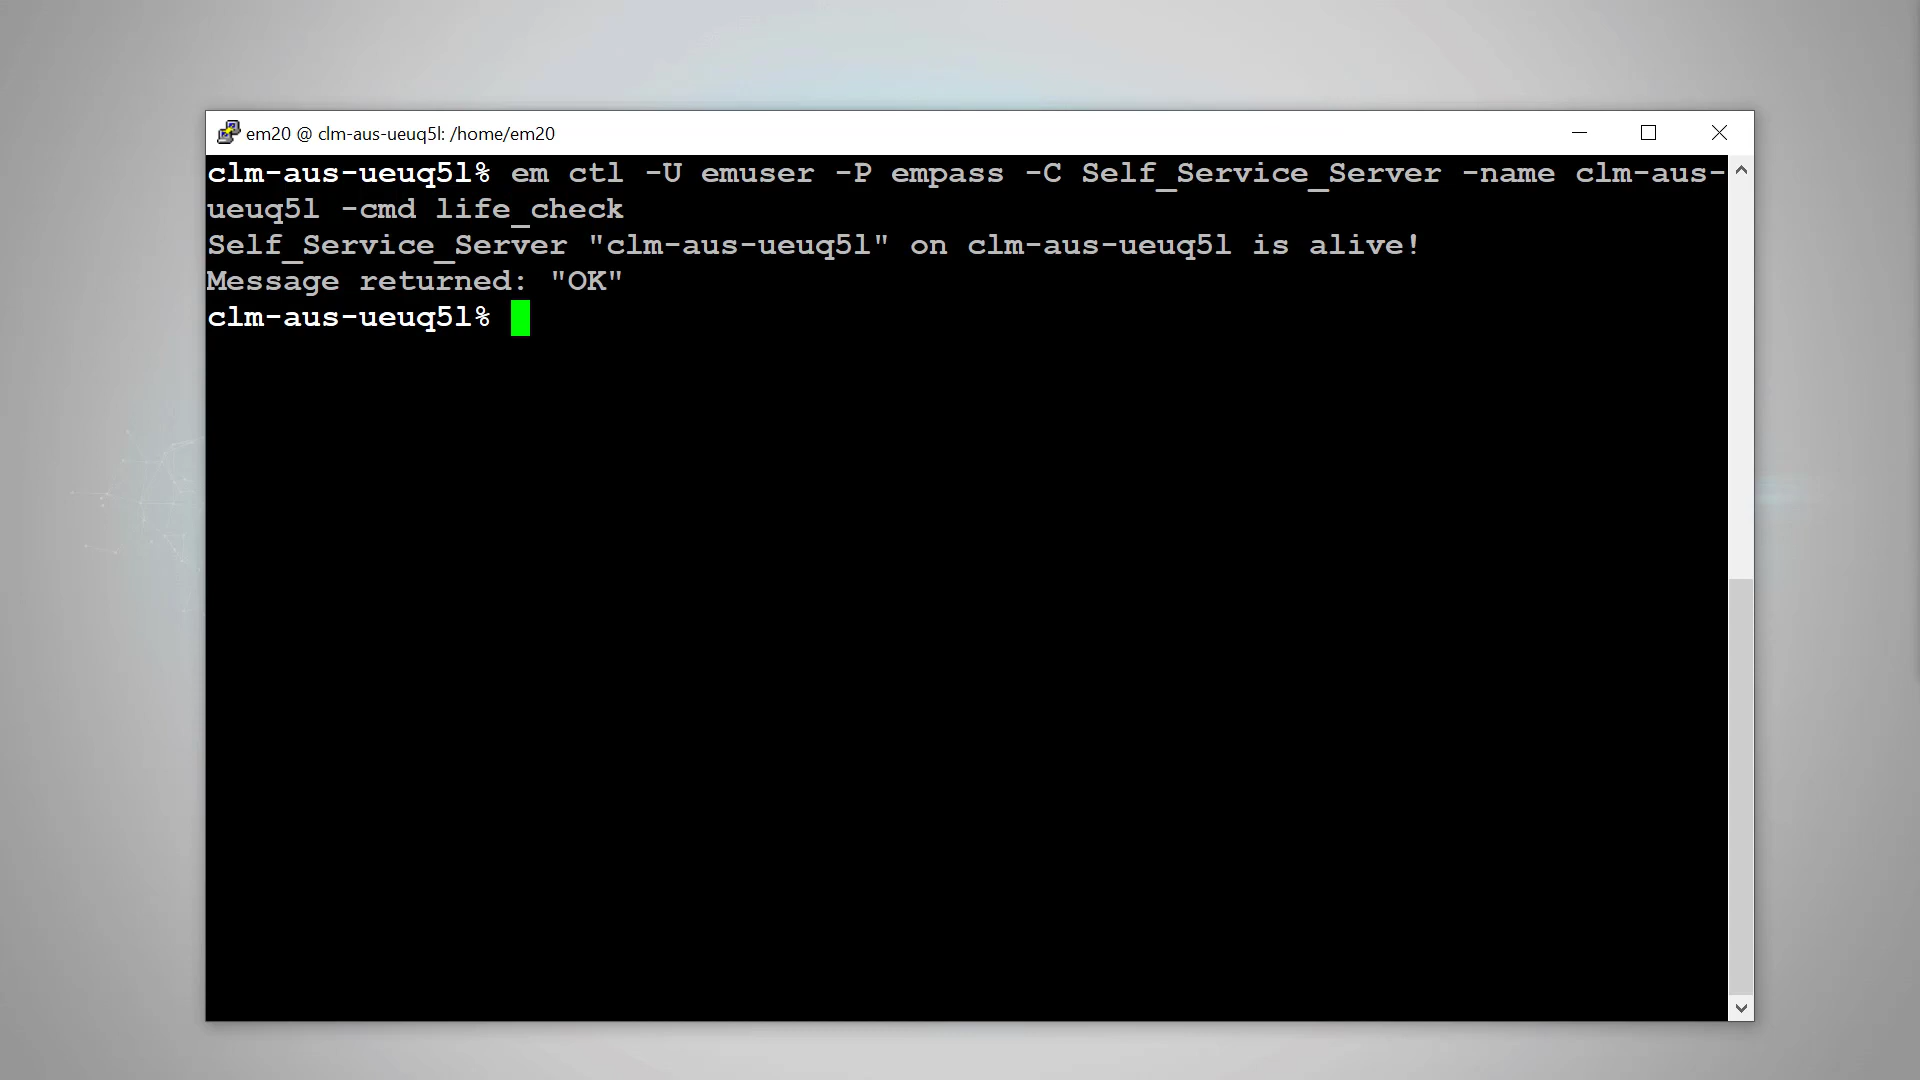 em20 @ clm-aus-ueuq5l: /home/em20
clm-aus-ueuq5l% em ctl -U emuser -P empass -C Self_Service_Server -name clm-aus-
ueuq5l -cmd life_check
Self_Service_Server "clm-aus-ueuq5l" on clm-aus-ueuq5l is alive!
Message returned: "OK"
clm-aus-ueuq5l%